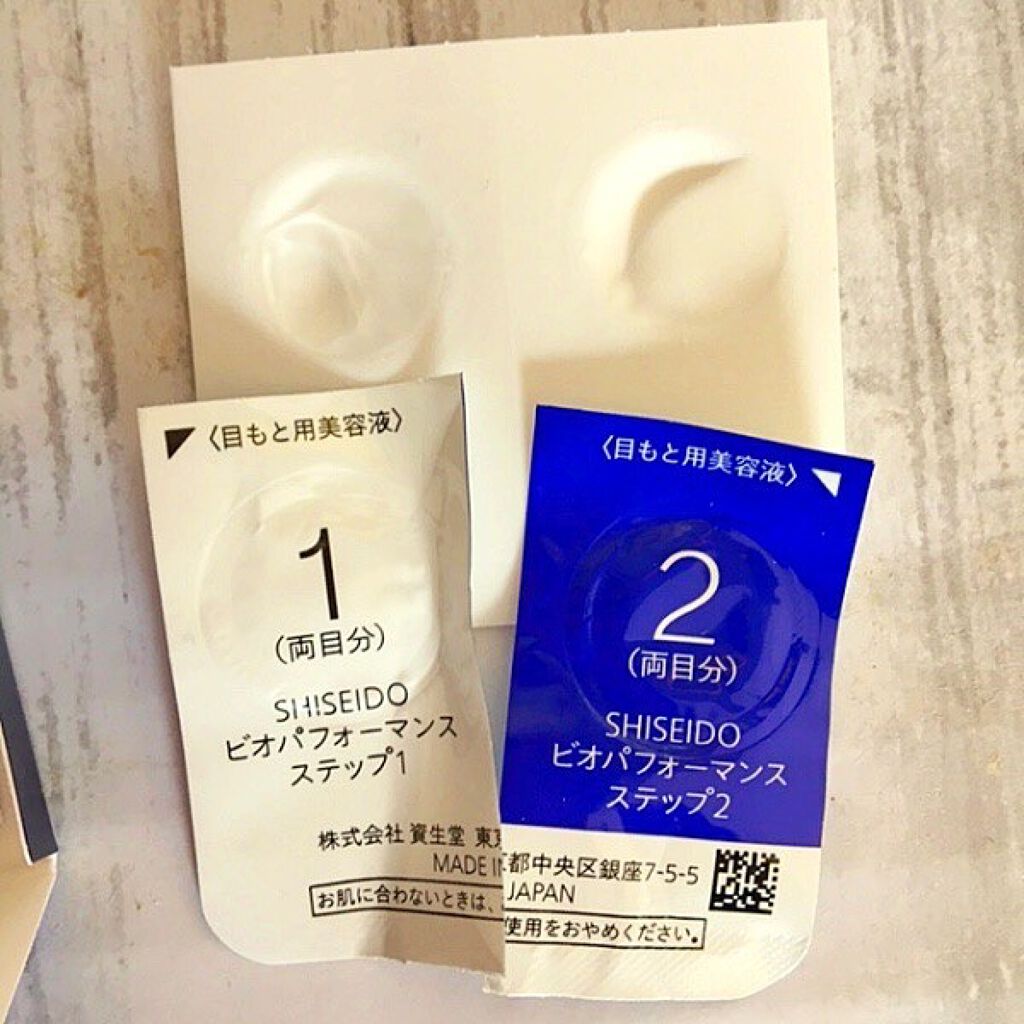 〈目もと用美容液〉
1
(両目分)
SHISEIDO
ビオパフォーマンス
ステップ1
株式会社 資生堂 東京
MADE IN
お肌に合わないときは、
〈目もと用美容液〉
2
(両目分)
SHISEIDO
ビオパフォーマンス
ステップ2
都中央区銀座7-5-5
JAPAN
使用をおやめください。